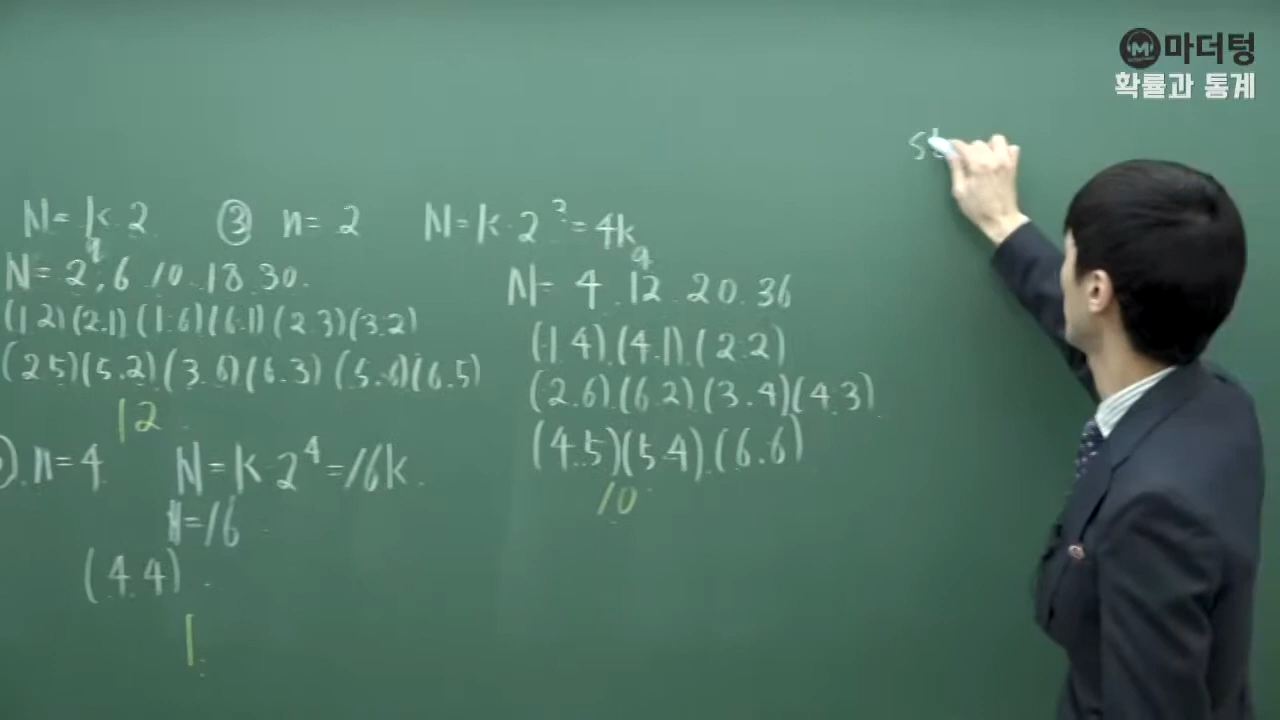 마더텅
확률과 통계
st
N=k·2 ③ n=2 N=k·2³=4k
N=2, 6 10 18 30.
(1 2)(2.1)(1.6)(6.1)(2.3)(3.2)
(2 5)(5.2)(3.6)(6.3)(5.6)(6.5)
12
n=4 N=k·2⁴=16k.
N=16
(4 4)
1
N=4.12.20.36
(1 4)(4.1)(2.2)
(2.6)(6.2)(3.4)(4.3)
(4.5)(5.4).(6.6)
10